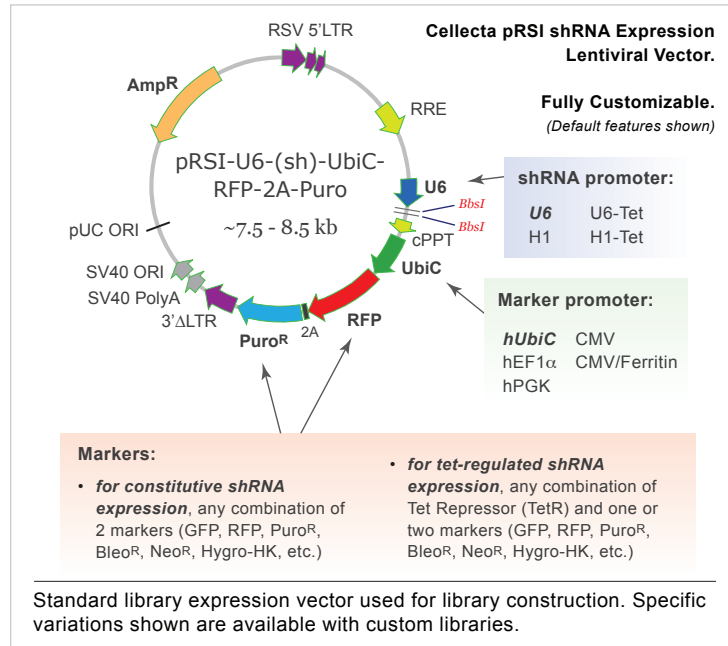 Cellecta pRSI shRNA Expression
Lentiviral Vector.
Fully Customizable.
(Default features shown)
RSV 5'LTR
AmpR
RRE
pRSI-U6-(sh)-UbiC-
RFP-2A-Puro
~7.5 - 8.5 kb
U6
BbsI
BbsI
cPPT
UbiC
pUC ORI
SV40 ORI
SV40 PolyA
3'ΔLTR
PuroR
2A
RFP
shRNA promoter:
U6 U6-Tet
H1 H1-Tet
Marker promoter:
hUbiC CMV
hEF1α CMV/Ferritin
hPGK
Markers:
• for constitutive shRNA
expression, any combination of
2 markers (GFP, RFP, PuroR,
BleoR, NeoR, Hygro-HK, etc.)
• for tet-regulated shRNA
expression, any combination of
Tet Repressor (TetR) and one or
two markers (GFP, RFP, PuroR,
BleoR, NeoR, Hygro-HK, etc.)
Standard library expression vector used for library construction. Specific
variations shown are available with custom libraries.